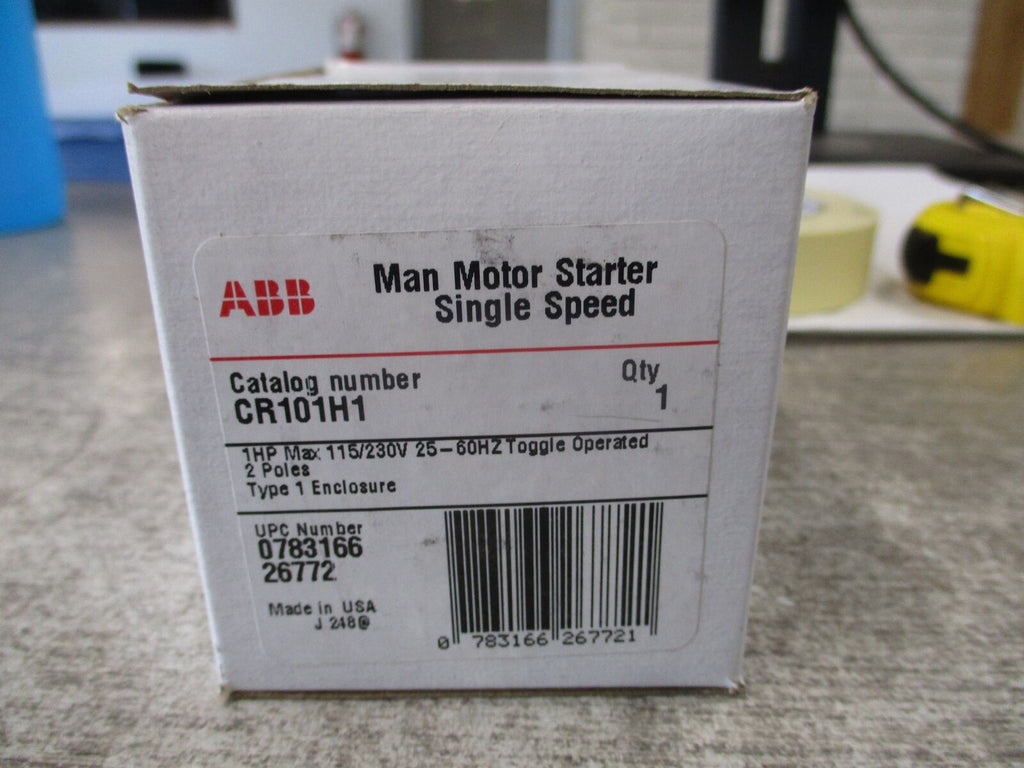 ABB
Man Motor Starter
Single Speed
Catalog number
CR101H1
Qty
1
1HP Max 115/230V 25-60HZ Toggle Operated
2 Poles
Type 1 Enclosure
UPC Number
0783166
26772
Made in USA
J 248@
0 783166 267721